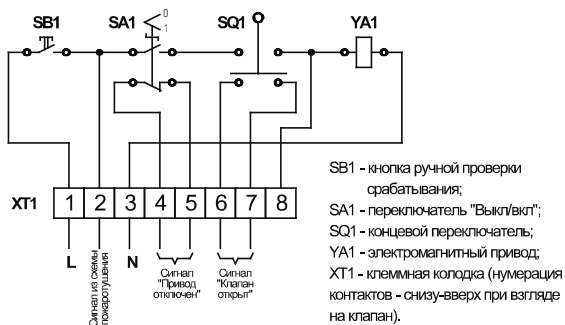 SB1 SA1 0 SQ1 YA1
1
XT1 1 2 3 4 5 6 7 8
L N
Сигнал из схемы
пожаротушения
Сигнал
"Привод
отключен"
Сигнал
"Клапан
открыт"
SB1 - кнопка ручной проверки
срабатывания;
SA1 - переключатель "Выкл/вкл";
SQ1 - концевой переключатель;
YA1 - электромагнитный привод;
XT1 - клеммная колодка (нумерация
контактов - снизу-вверх при взгляде
на клапан).